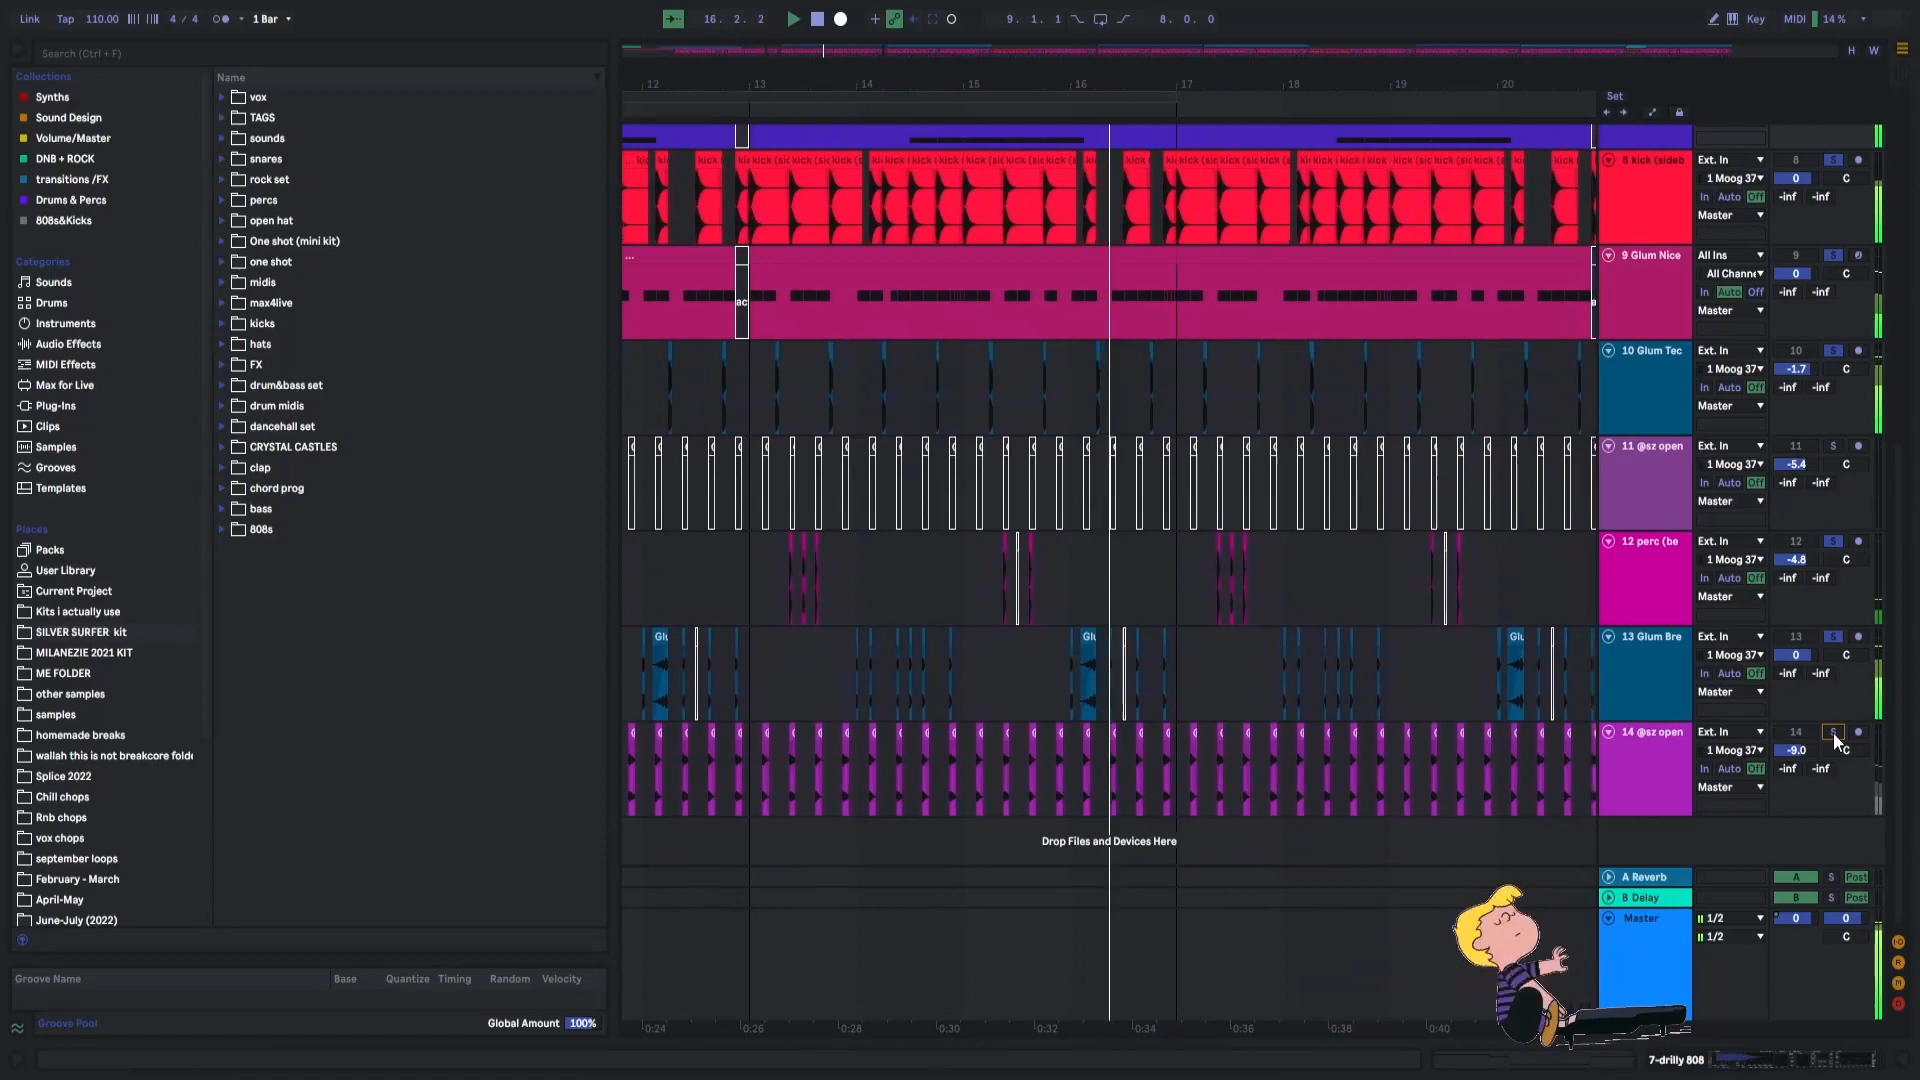 Link Tap 110.00 4 / 4 1 Bar 16. 2. 2 9. 1. 1 8. 0. 0 Key MIDI 14 %
Search (Ctrl + F)
H W
Collections
Synths
Sound Design
Volume/Master
DNB + ROCK
transitions /FX
Drums & Percs
808s&Kicks
Categories
Sounds
Drums
Instruments
Audio Effects
MIDI Effects
Max for Live
Plug-Ins
Clips
Samples
Grooves
Templates
Places
Packs
User Library
Current Project
Kits i actually use
SILVER SURFER kit
MILANEZIE 2021 KIT
ME FOLDER
other samples
samples
homemade breaks
wallah this is not breakcore folde
Splice 2022
Chill chops
Rnb chops
vox chops
september loops
February - March
April-May
June-July (2022)
Name
vox
TAGS
sounds
snares
rock set
percs
open hat
One shot (mini kit)
one shot
midis
max4live
kicks
hats
FX
drum&bass set
drum midis
dancehall set
CRYSTAL CASTLES
clap
chord prog
bass
808s
Groove Name Base Quantize Timing Random Velocity
Groove Pool Global Amount 100%
12 13 14 15 16 17 18 19 20
Set
8 kick (sideb Ext. In 8 S
1 Moog 37 0 C
In Auto Off -inf -inf
Master
9 Glum Nice All Ins 9 S
All Channe 0 C
In Auto Off -inf -inf
Master
10 Glum Tec Ext. In 10 S
1 Moog 37 -1.7 C
In Auto Off -inf -inf
Master
11 @sz open Ext. In 11 S
1 Moog 37 -5.4 C
In Auto Off -inf -inf
Master
12 perc (be Ext. In 12 S
1 Moog 37 -4.8 C
In Auto Off -inf -inf
Master
Glu Glu Glu
13 Glum Bre Ext. In 13 S
1 Moog 37 0 C
In Auto Off -inf -inf
Master
14 @sz open Ext. In 14 S
1 Moog 37 -9.0 C
In Auto Off -inf -inf
Master
Drop Files and Devices Here
A Reverb A S Post
B Delay B S Post
Master 1/2 0 0
1/2 C
0:24 0:26 0:28 0:30 0:32 0:34 0:36 0:38 0:40
7-drilly 808